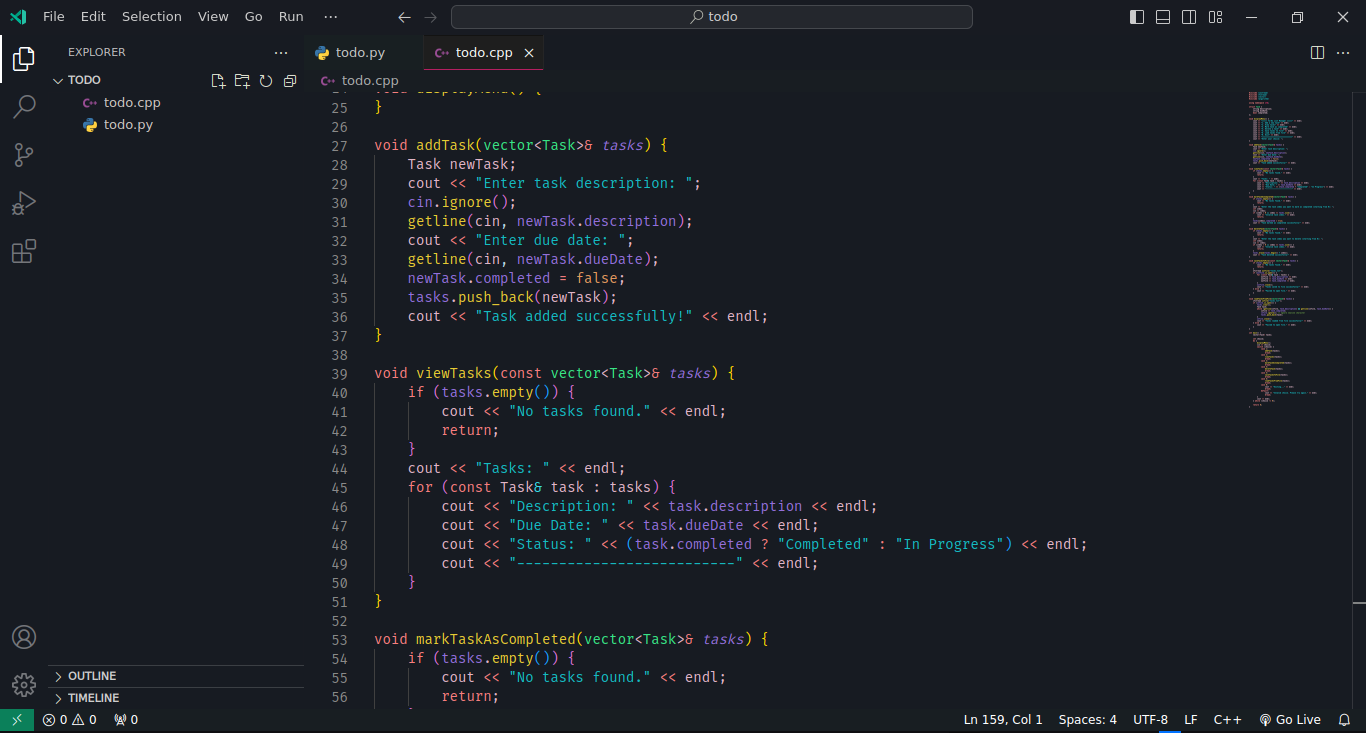 File Edit Selection View Go Run ···
todo
EXPLORER
TODO
todo.cpp
todo.py
OUTLINE
TIMELINE
todo.py
todo.cpp
todo.cpp
25 }
26
27 void addTask(vector<Task>& tasks) {
28 Task newTask;
29 cout << "Enter task description: ";
30 cin.ignore();
31 getline(cin, newTask.description);
32 cout << "Enter due date: ";
33 getline(cin, newTask.dueDate);
34 newTask.completed = false;
35 tasks.push_back(newTask);
36 cout << "Task added successfully!" << endl;
37 }
38
39 void viewTasks(const vector<Task>& tasks) {
40 if (tasks.empty()) {
41 cout << "No tasks found." << endl;
42 return;
43 }
44 cout << "Tasks: " << endl;
45 for (const Task& task : tasks) {
46 cout << "Description: " << task.description << endl;
47 cout << "Due Date: " << task.dueDate << endl;
48 cout << "Status: " << (task.completed ? "Completed" : "In Progress") << endl;
49 cout << "--------------------------" << endl;
50 }
51 }
52
53 void markTaskAsCompleted(vector<Task>& tasks) {
54 if (tasks.empty()) {
55 cout << "No tasks found." << endl;
56 return;
0 0 0
Ln 159, Col 1 Spaces: 4 UTF-8 LF C++ Go Live